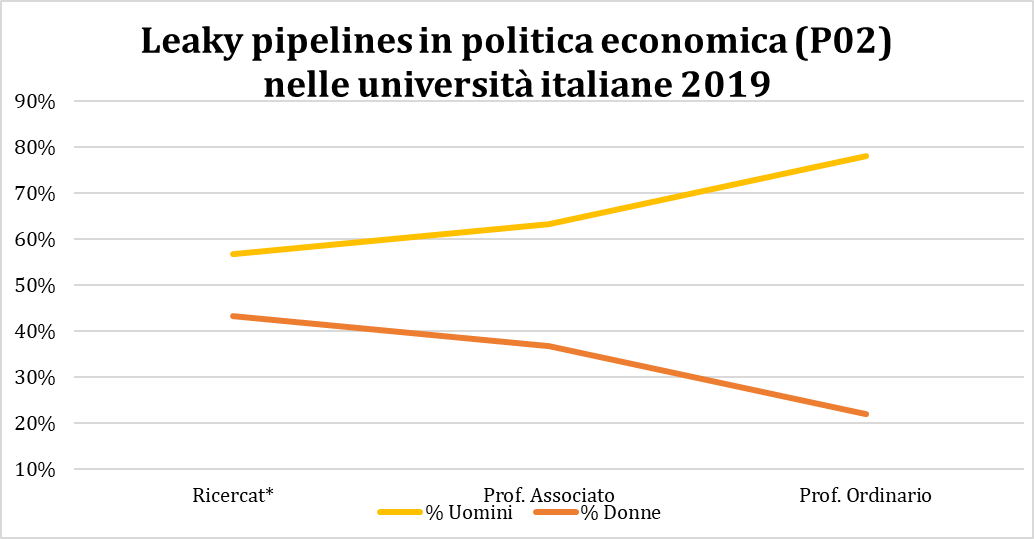 Leaky pipelines in politica economica (P02)
nelle università italiane 2019
90%
80%
70%
60%
50%
40%
30%
20%
10%
Ricercat* Prof. Associato Prof. Ordinario
% Uomini % Donne